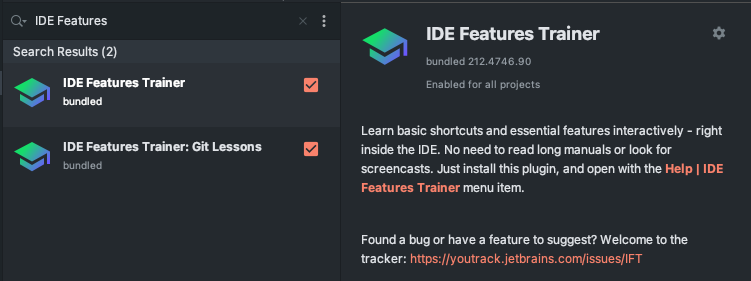 IDE Features
Search Results (2)
IDE Features Trainer
bundled
IDE Features Trainer: Git Lessons
bundled
IDE Features Trainer
bundled 212.4746.90
Enabled for all projects
Learn basic shortcuts and essential features interactively - right
inside the IDE. No need to read long manuals or look for
screencasts. Just install this plugin, and open with the Help | IDE
Features Trainer menu item.
Found a bug or have a feature to suggest? Welcome to the
tracker: https://youtrack.jetbrains.com/issues/IFT